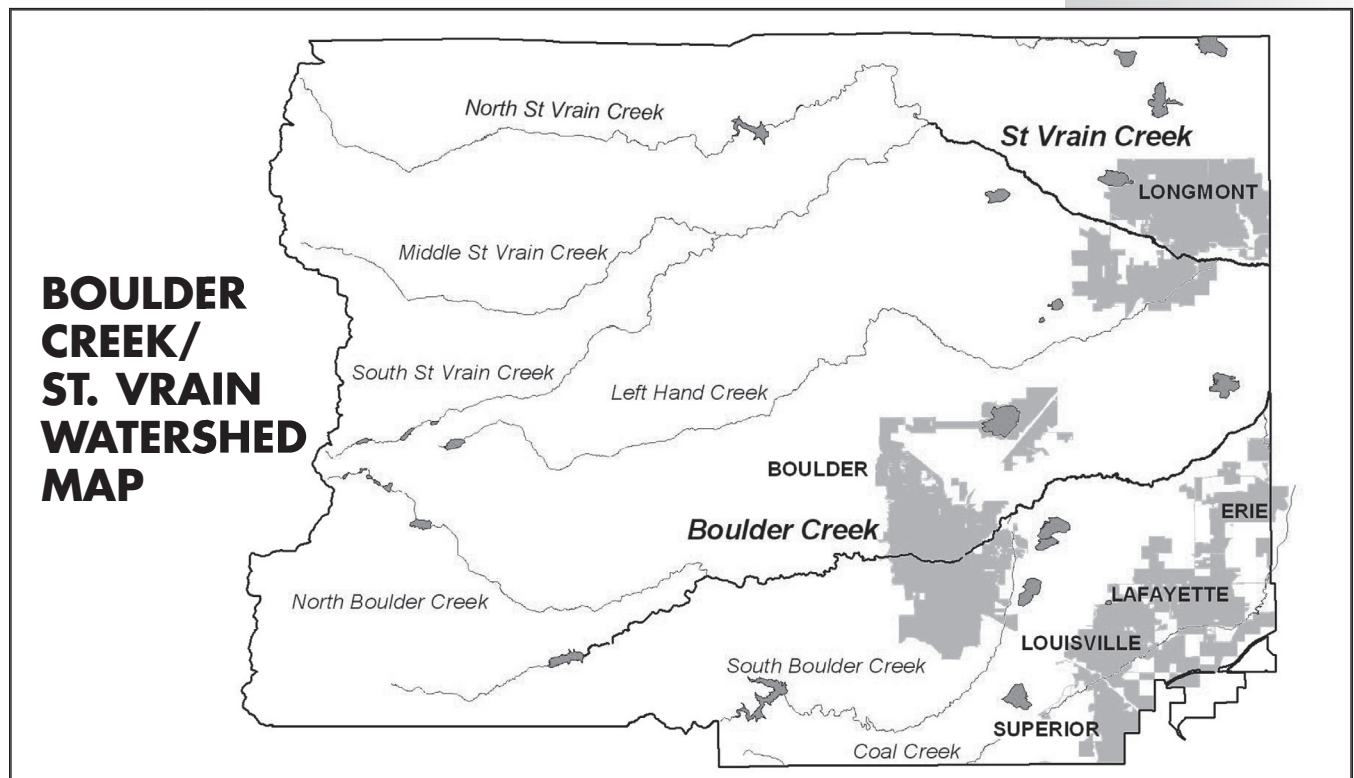 BOULDER
CREEK/
ST. VRAIN
WATERSHED
MAP
North St Vrain Creek
St Vrain Creek
LONGMONT
Middle St Vrain Creek
South St Vrain Creek
Left Hand Creek
BOULDER
ERIE
Boulder Creek
North Boulder Creek
LAFAYETTE
LOUISVILLE
South Boulder Creek
SUPERIOR
Coal Creek